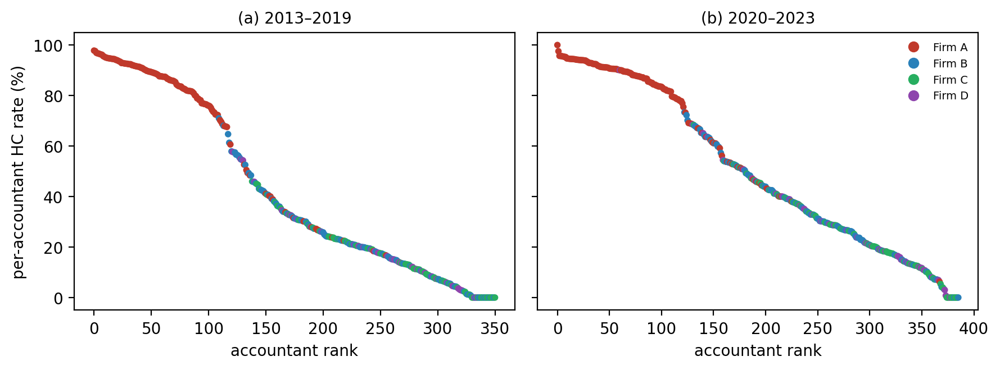 (a) 2013–2019
(b) 2020–2023
per-accountant HC rate (%)
100
80
60
40
20
0
0 50 100 150 200 250 300 350
accountant rank
Firm A
Firm B
Firm C
Firm D
0 50 100 150 200 250 300 350 400
accountant rank